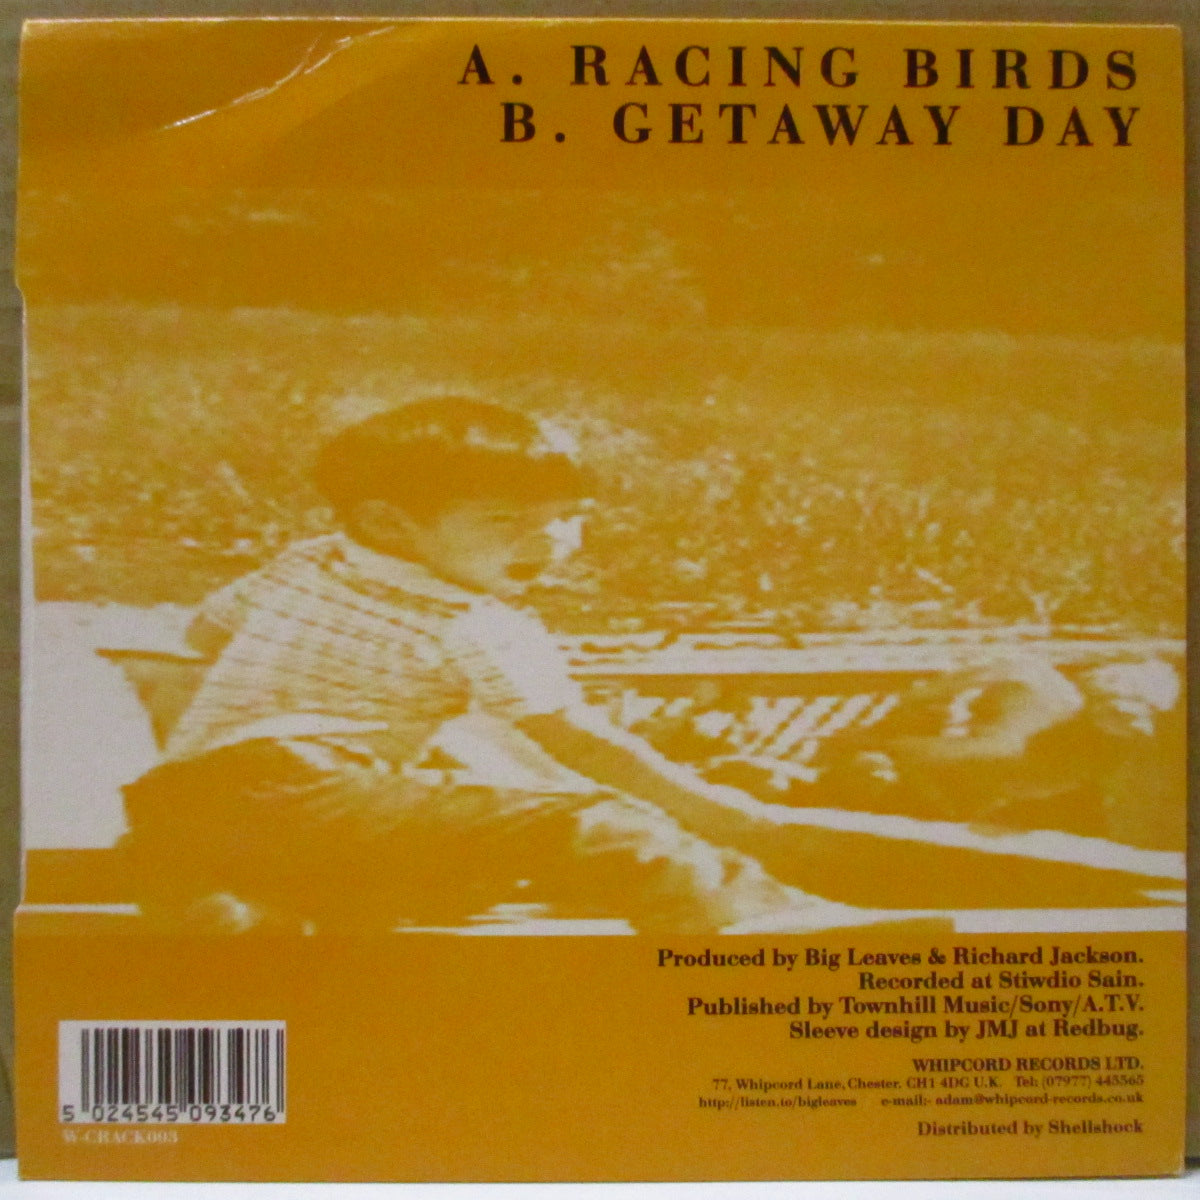 A. RACING BIRDS
B. GETAWAY DAY
Produced by Big Leaves & Richard Jackson.
Recorded at Stiwdio Sain.
Published by Townhill Music/Sony/A.T.V.
Sleeve design by JMJ at Redbug.
WHIPCORD RECORDS LTD.
77, Whipcord Lane, Chester. CH1 4DG U.K. Tel: (07977) 445565
http://listen.to/bigleaves e-mail:- adam@whipcord-records.co.uk
Distributed by Shellshock
5 024545 093476
W-CRACK003